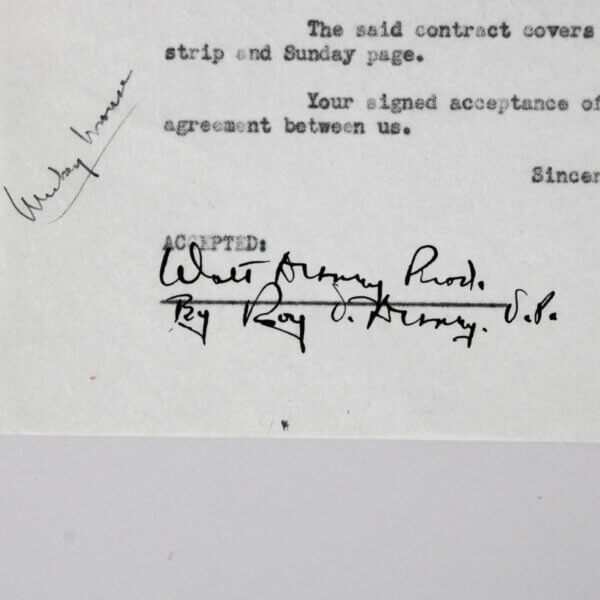 The said contract covers
strip and Sunday page.
Your signed acceptance of
agreement between us.
Sincer
Mickey Mouse
ACCEPTED:
Walt Disney Prod.
By Roy O. Disney. V.P.